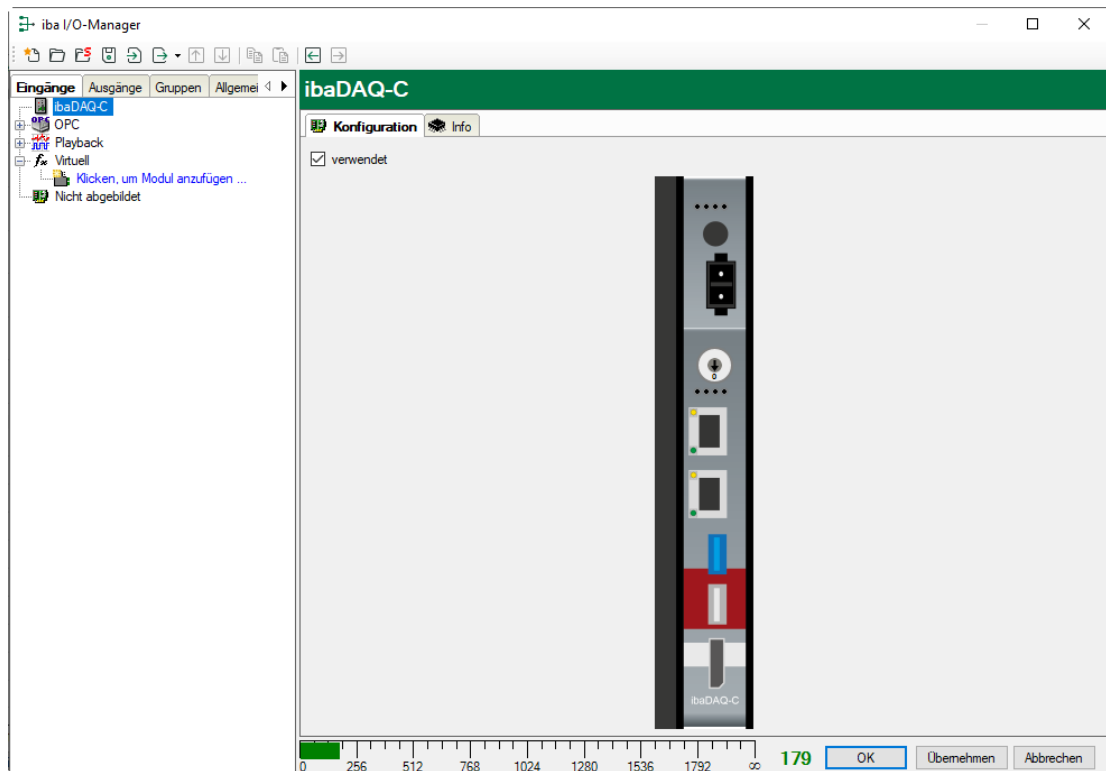 iba I/O-Manager
Eingänge Ausgänge Gruppen Allgemei
ibaDAQ-C
OPC
Playback
Virtuell
Klicken, um Modul anzufügen ...
Nicht abgebildet
ibaDAQ-C
Konfiguration Info
verwendet
ibaDAQ-C
0 256 512 768 1024 1280 1536 1792 ∞ 179 OK Übernehmen Abbrechen